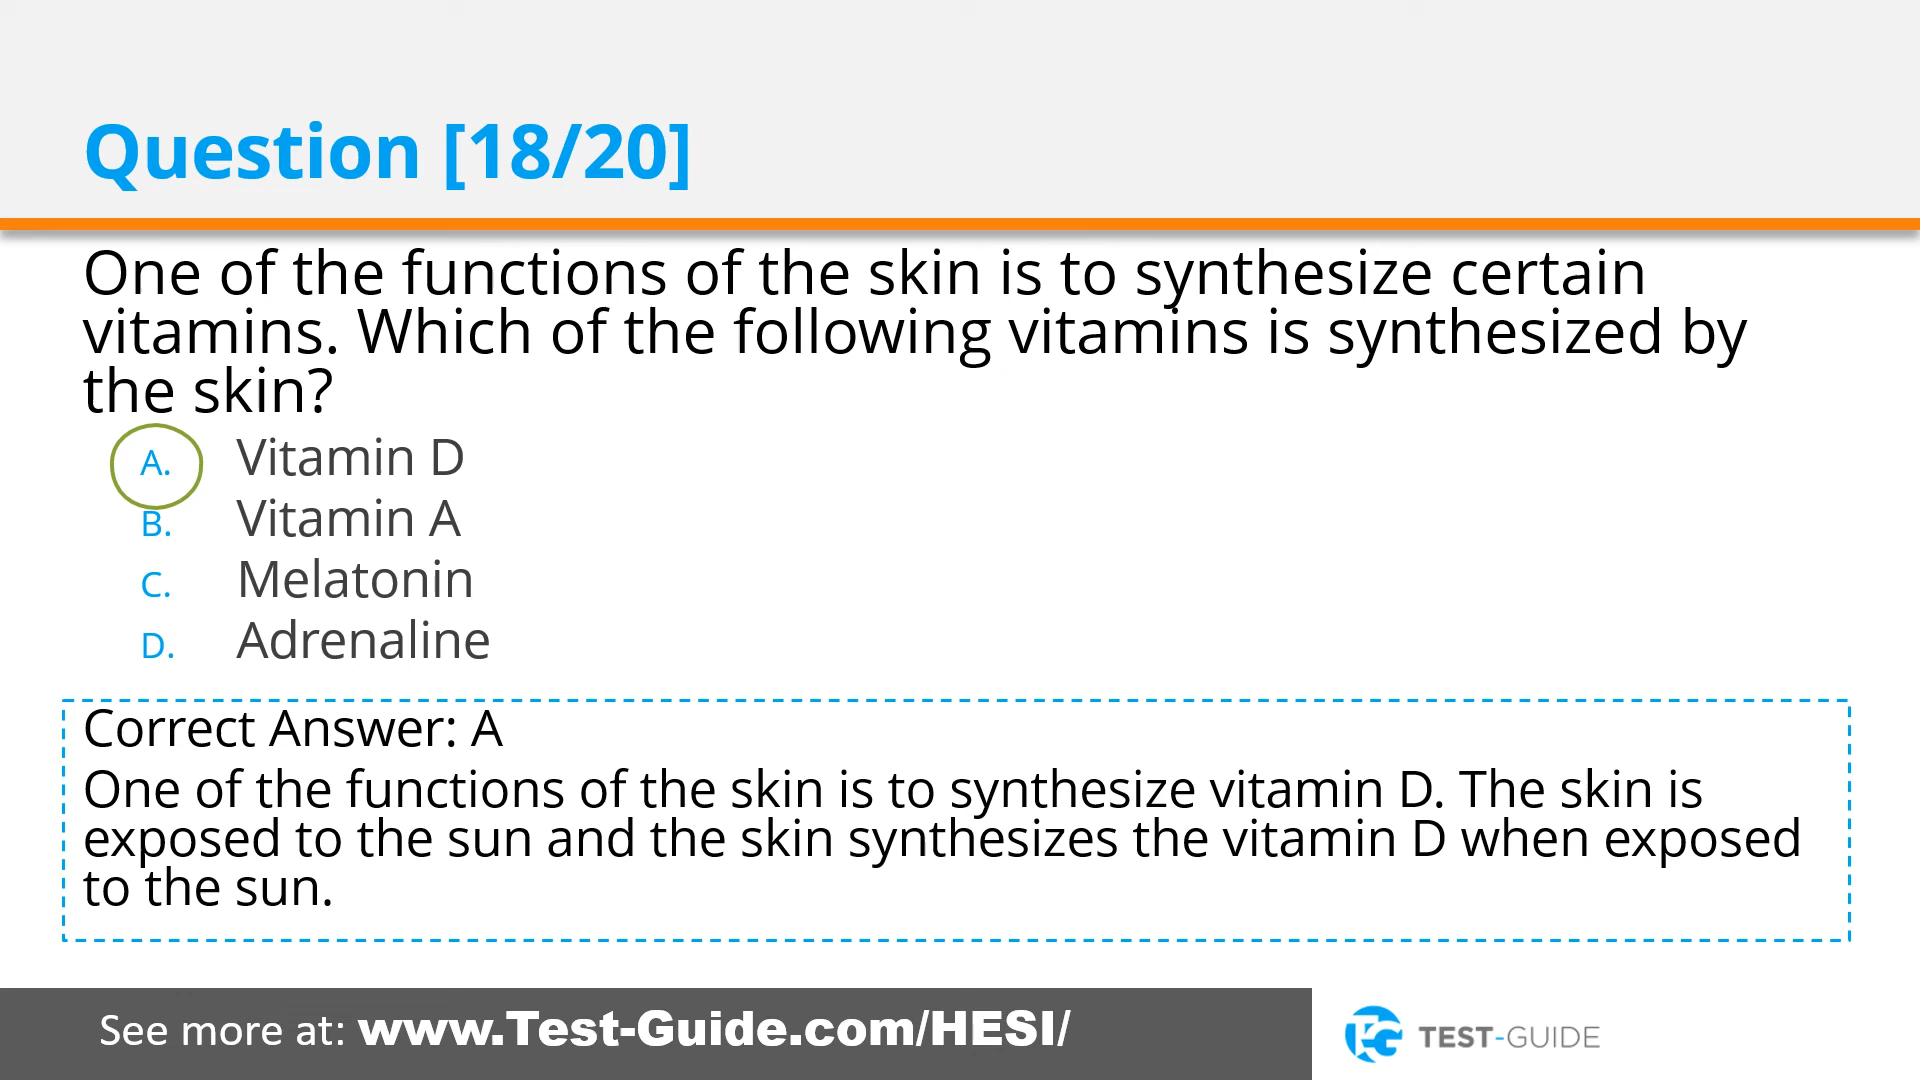 Question [18/20]
One of the functions of the skin is to synthesize certain
vitamins. Which of the following vitamins is synthesized by
the skin?
A. Vitamin D
B. Vitamin A
C. Melatonin
D. Adrenaline
Correct Answer: A
One of the functions of the skin is to synthesize vitamin D. The skin is
exposed to the sun and the skin synthesizes the vitamin D when exposed
to the sun.
See more at: www.Test-Guide.com/HESI/
TG TEST-GUIDE